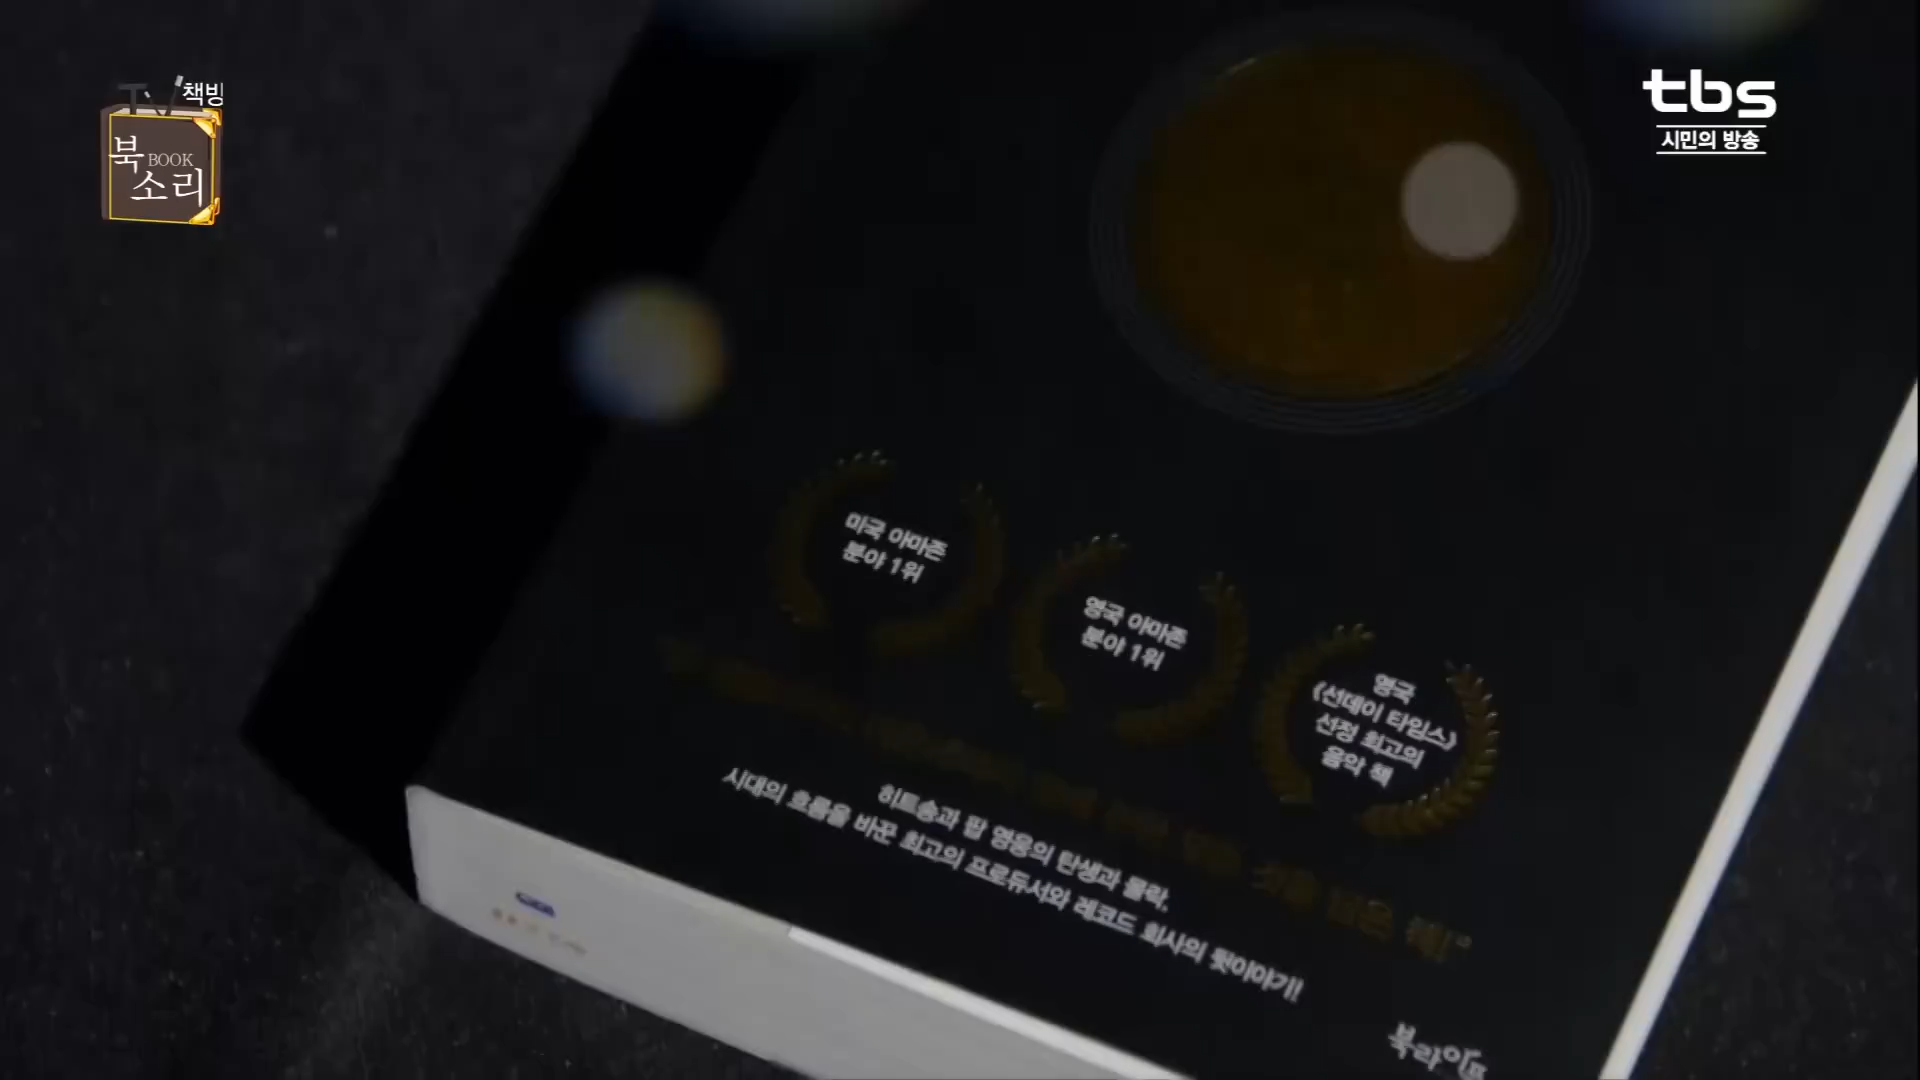 TV 책방
북 BOOK
소리
tbs
시민의 방송
미국 아마존
분야 1위
영국 아마존
분야 1위
영국
《선데이 타임스》
선정 최고의
음악 책
히트송과 팝 영웅의 탄생과 몰락,
시대의 흐름을 바꾼 최고의 프로듀서와 레코드 회사의 뒷이야기!
북라이프